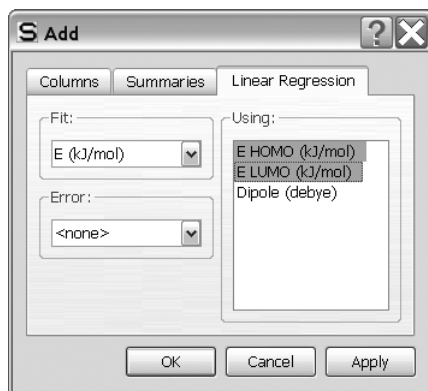 S Add
Columns Summaries Linear Regression
Fit:
E (kJ/mol)
Error:
<none>
Using:
E HOMO (kJ/mol)
E LUMO (kJ/mol)
Dipole (debye)
OK Cancel Apply